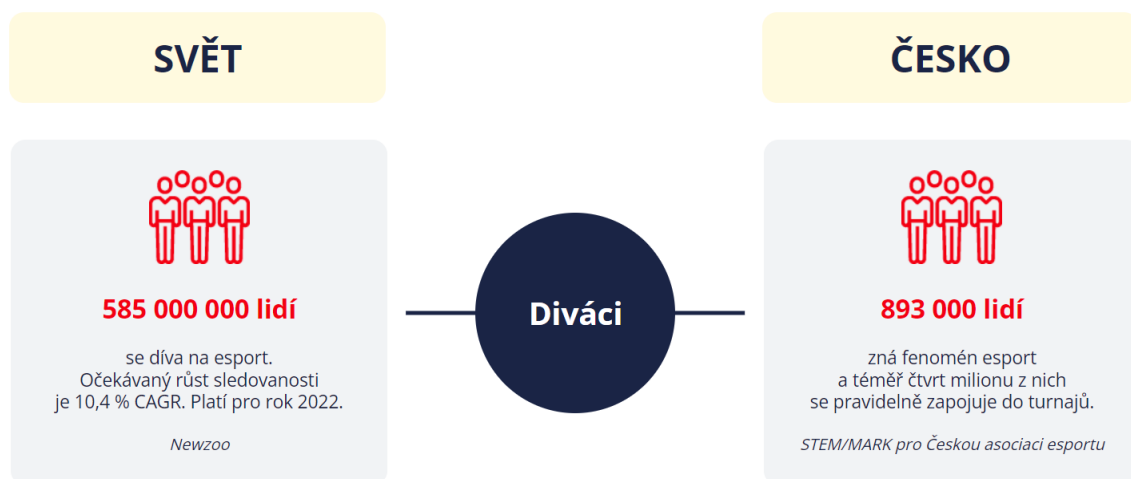 SVĚT
585 000 000 lidí
se díva na esport.
Očekávaný růst sledovanosti
je 10,4 % CAGR. Platí pro rok 2022.
Newzoo
Diváci
ČESKO
893 000 lidí
zná fenomén esport
a téměř čtvrt milionu z nich
se pravidelně zapojuje do turnajů.
STEM/MARK pro Českou asociaci esportu